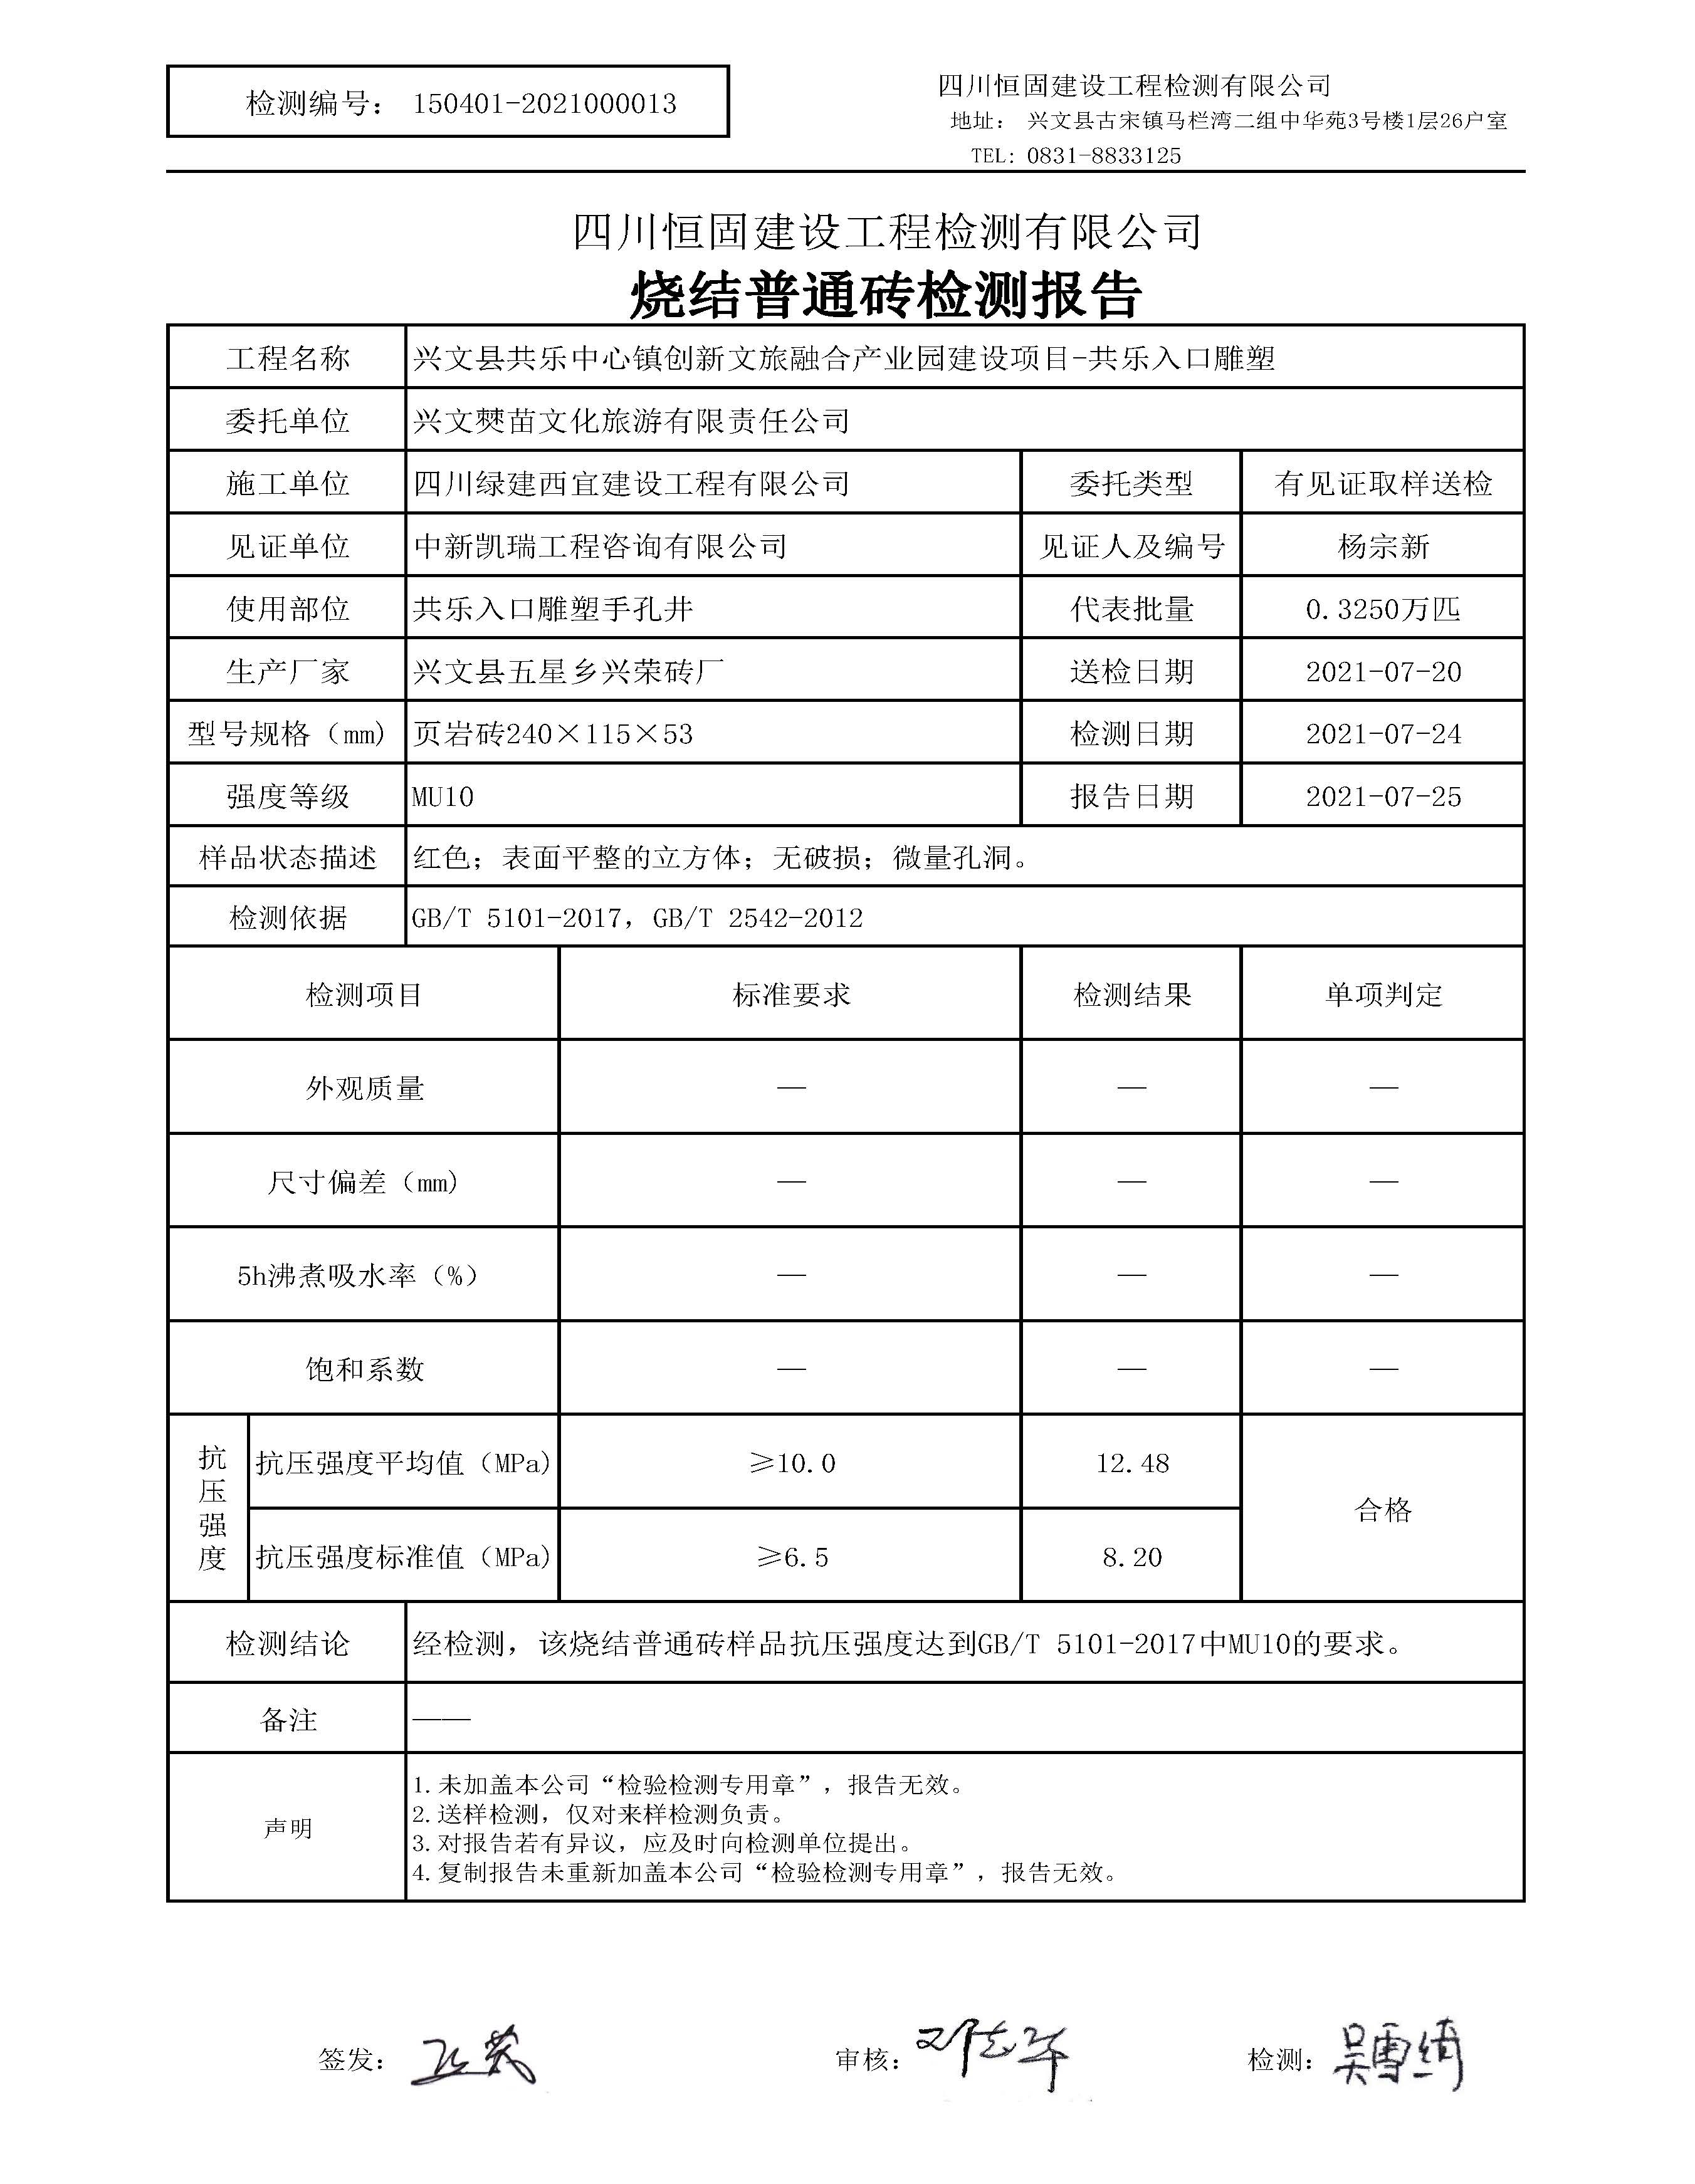 检测编号： 150401-2021000013
四川恒固建设工程检测有限公司
地址： 兴文县古宋镇马栏湾二组中华苑3号楼1层26户室
TEL: 0831-8833125
四川恒固建设工程检测有限公司
烧结普通砖检测报告
工程名称 兴文县共乐中心镇创新文旅融合产业园建设项目-共乐入口雕塑
委托单位 兴文僰苗文化旅游有限责任公司
施工单位 四川绿建西宜建设工程有限公司 委托类型 有见证取样送检
见证单位 中新凯瑞工程咨询有限公司 见证人及编号 杨宗新
使用部位 共乐入口雕塑手孔井 代表批量 0.3250万匹
生产厂家 兴文县五星乡兴荣砖厂 送检日期 2021-07-20
型号规格（mm） 页岩砖240×115×53 检测日期 2021-07-24
强度等级 MU10 报告日期 2021-07-25
样品状态描述 红色；表面平整的立方体；无破损；微量孔洞。
检测依据 GB/T 5101-2017，GB/T 2542-2012
检测项目 标准要求 检测结果 单项判定
外观质量 — — —
尺寸偏差（mm） — — —
5h沸煮吸水率（%） — — —
饱和系数 — — —
抗压强度 抗压强度平均值（MPa） ≥10.0 12.48 合格
抗压强度标准值（MPa） ≥6.5 8.20
检测结论 经检测，该烧结普通砖样品抗压强度达到GB/T 5101-2017中MU10的要求。
备注 ——
声明 1.未加盖本公司“检验检测专用章”，报告无效。
2.送样检测，仅对来样检测负责。
3.对报告若有异议，应及时向检测单位提出。
4.复制报告未重新加盖本公司“检验检测专用章”，报告无效。
签发： 审核： 检测：吴雪绮